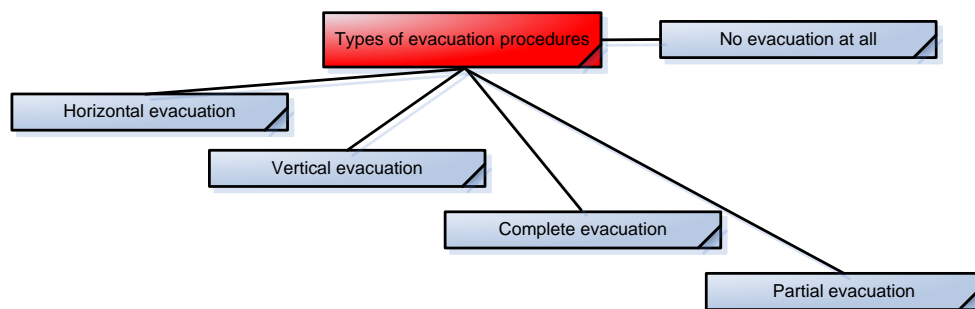 Types of evacuation procedures
No evacuation at all
Horizontal evacuation
Vertical evacuation
Complete evacuation
Partial evacuation